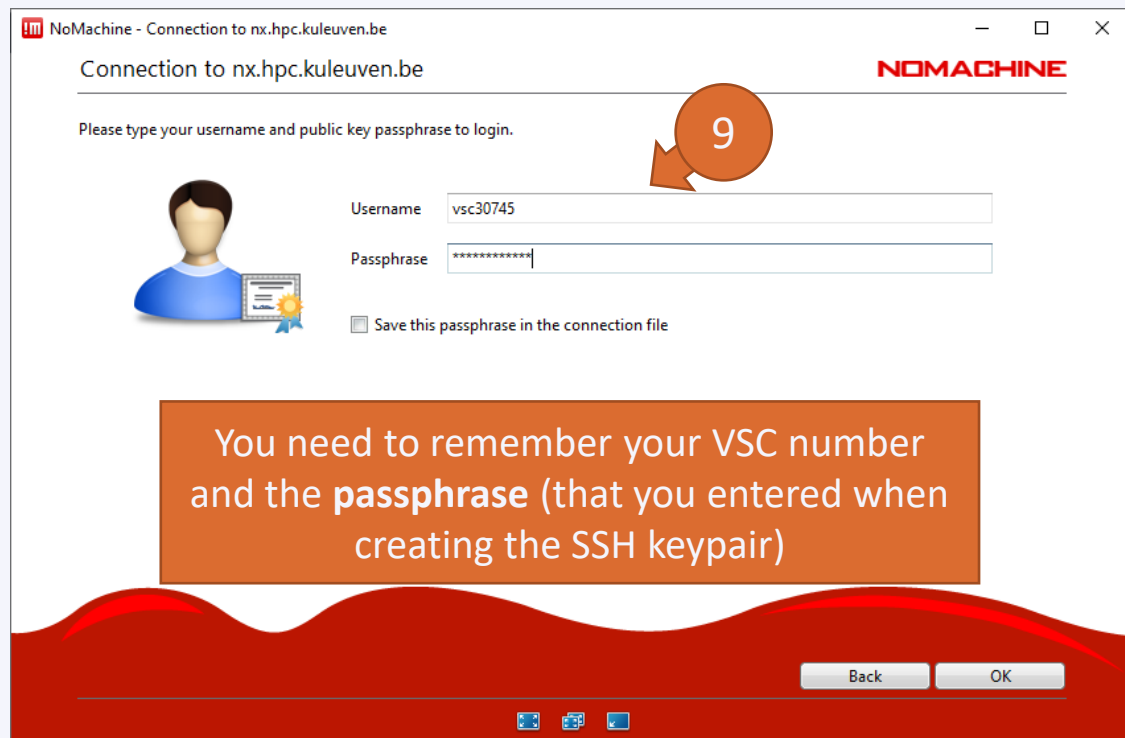 NoMachine - Connection to nx.hpc.kuleuven.be
Connection to nx.hpc.kuleuven.be
NOMACHINE
Please type your username and public key passphrase to login.
9
Username vsc30745
Passphrase ************
Save this passphrase in the connection file
You need to remember your VSC number
and the passphrase (that you entered when
creating the SSH keypair)
Back OK